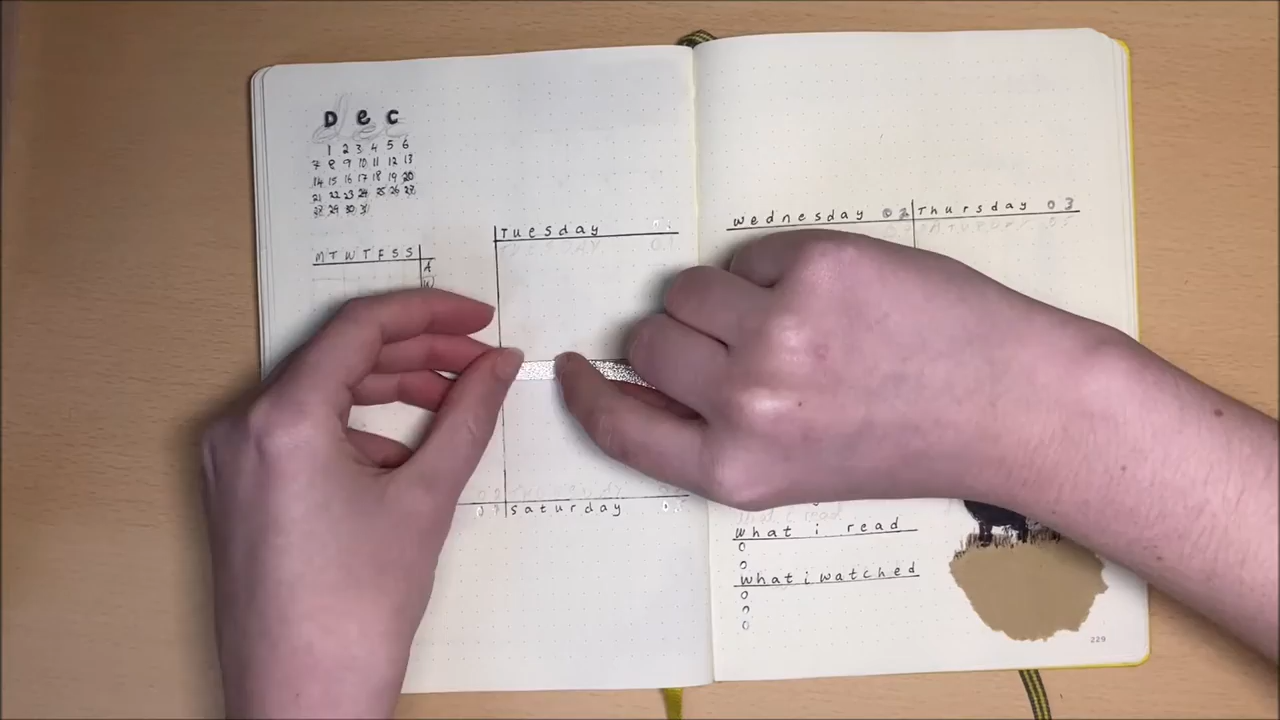 Dec
1 2 3 4 5 6
7 8 9 10 11 12 13
14 15 16 17 18 19 20
21 22 23 24 25 26 27
28 29 30 31
M T W T F S S
A
W
Tuesday
Wednesday 02
Thursday 03
Saturday 05
What i read
What i watched
229